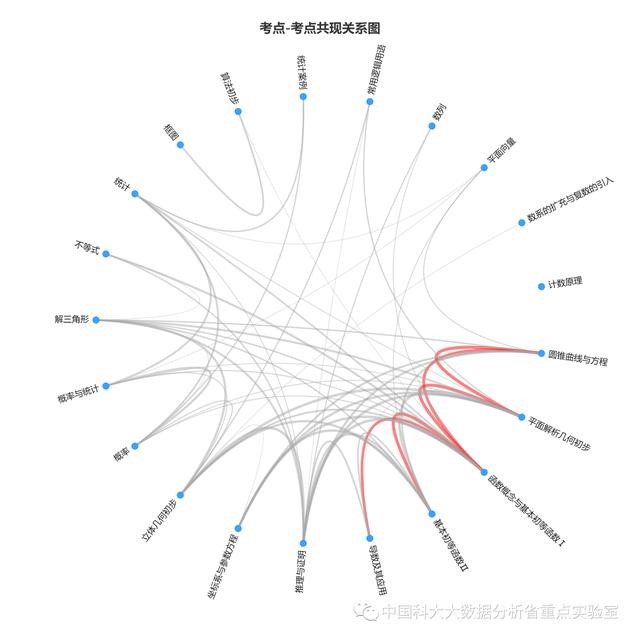 考点-考点共现关系图
统计案例
常用逻辑用语
算法初步
数列
框图
平面向量
统计
数系的扩充与复数的引入
不等式
计数原理
解三角形
圆锥曲线与方程
概率与统计
平面解析几何初步
概率
函数概念与基本初等函数 I
立体几何初步
基本初等函数 II
坐标系与参数方程
推理与证明
导数及其应用
中国科大大数据分析省重点实验室